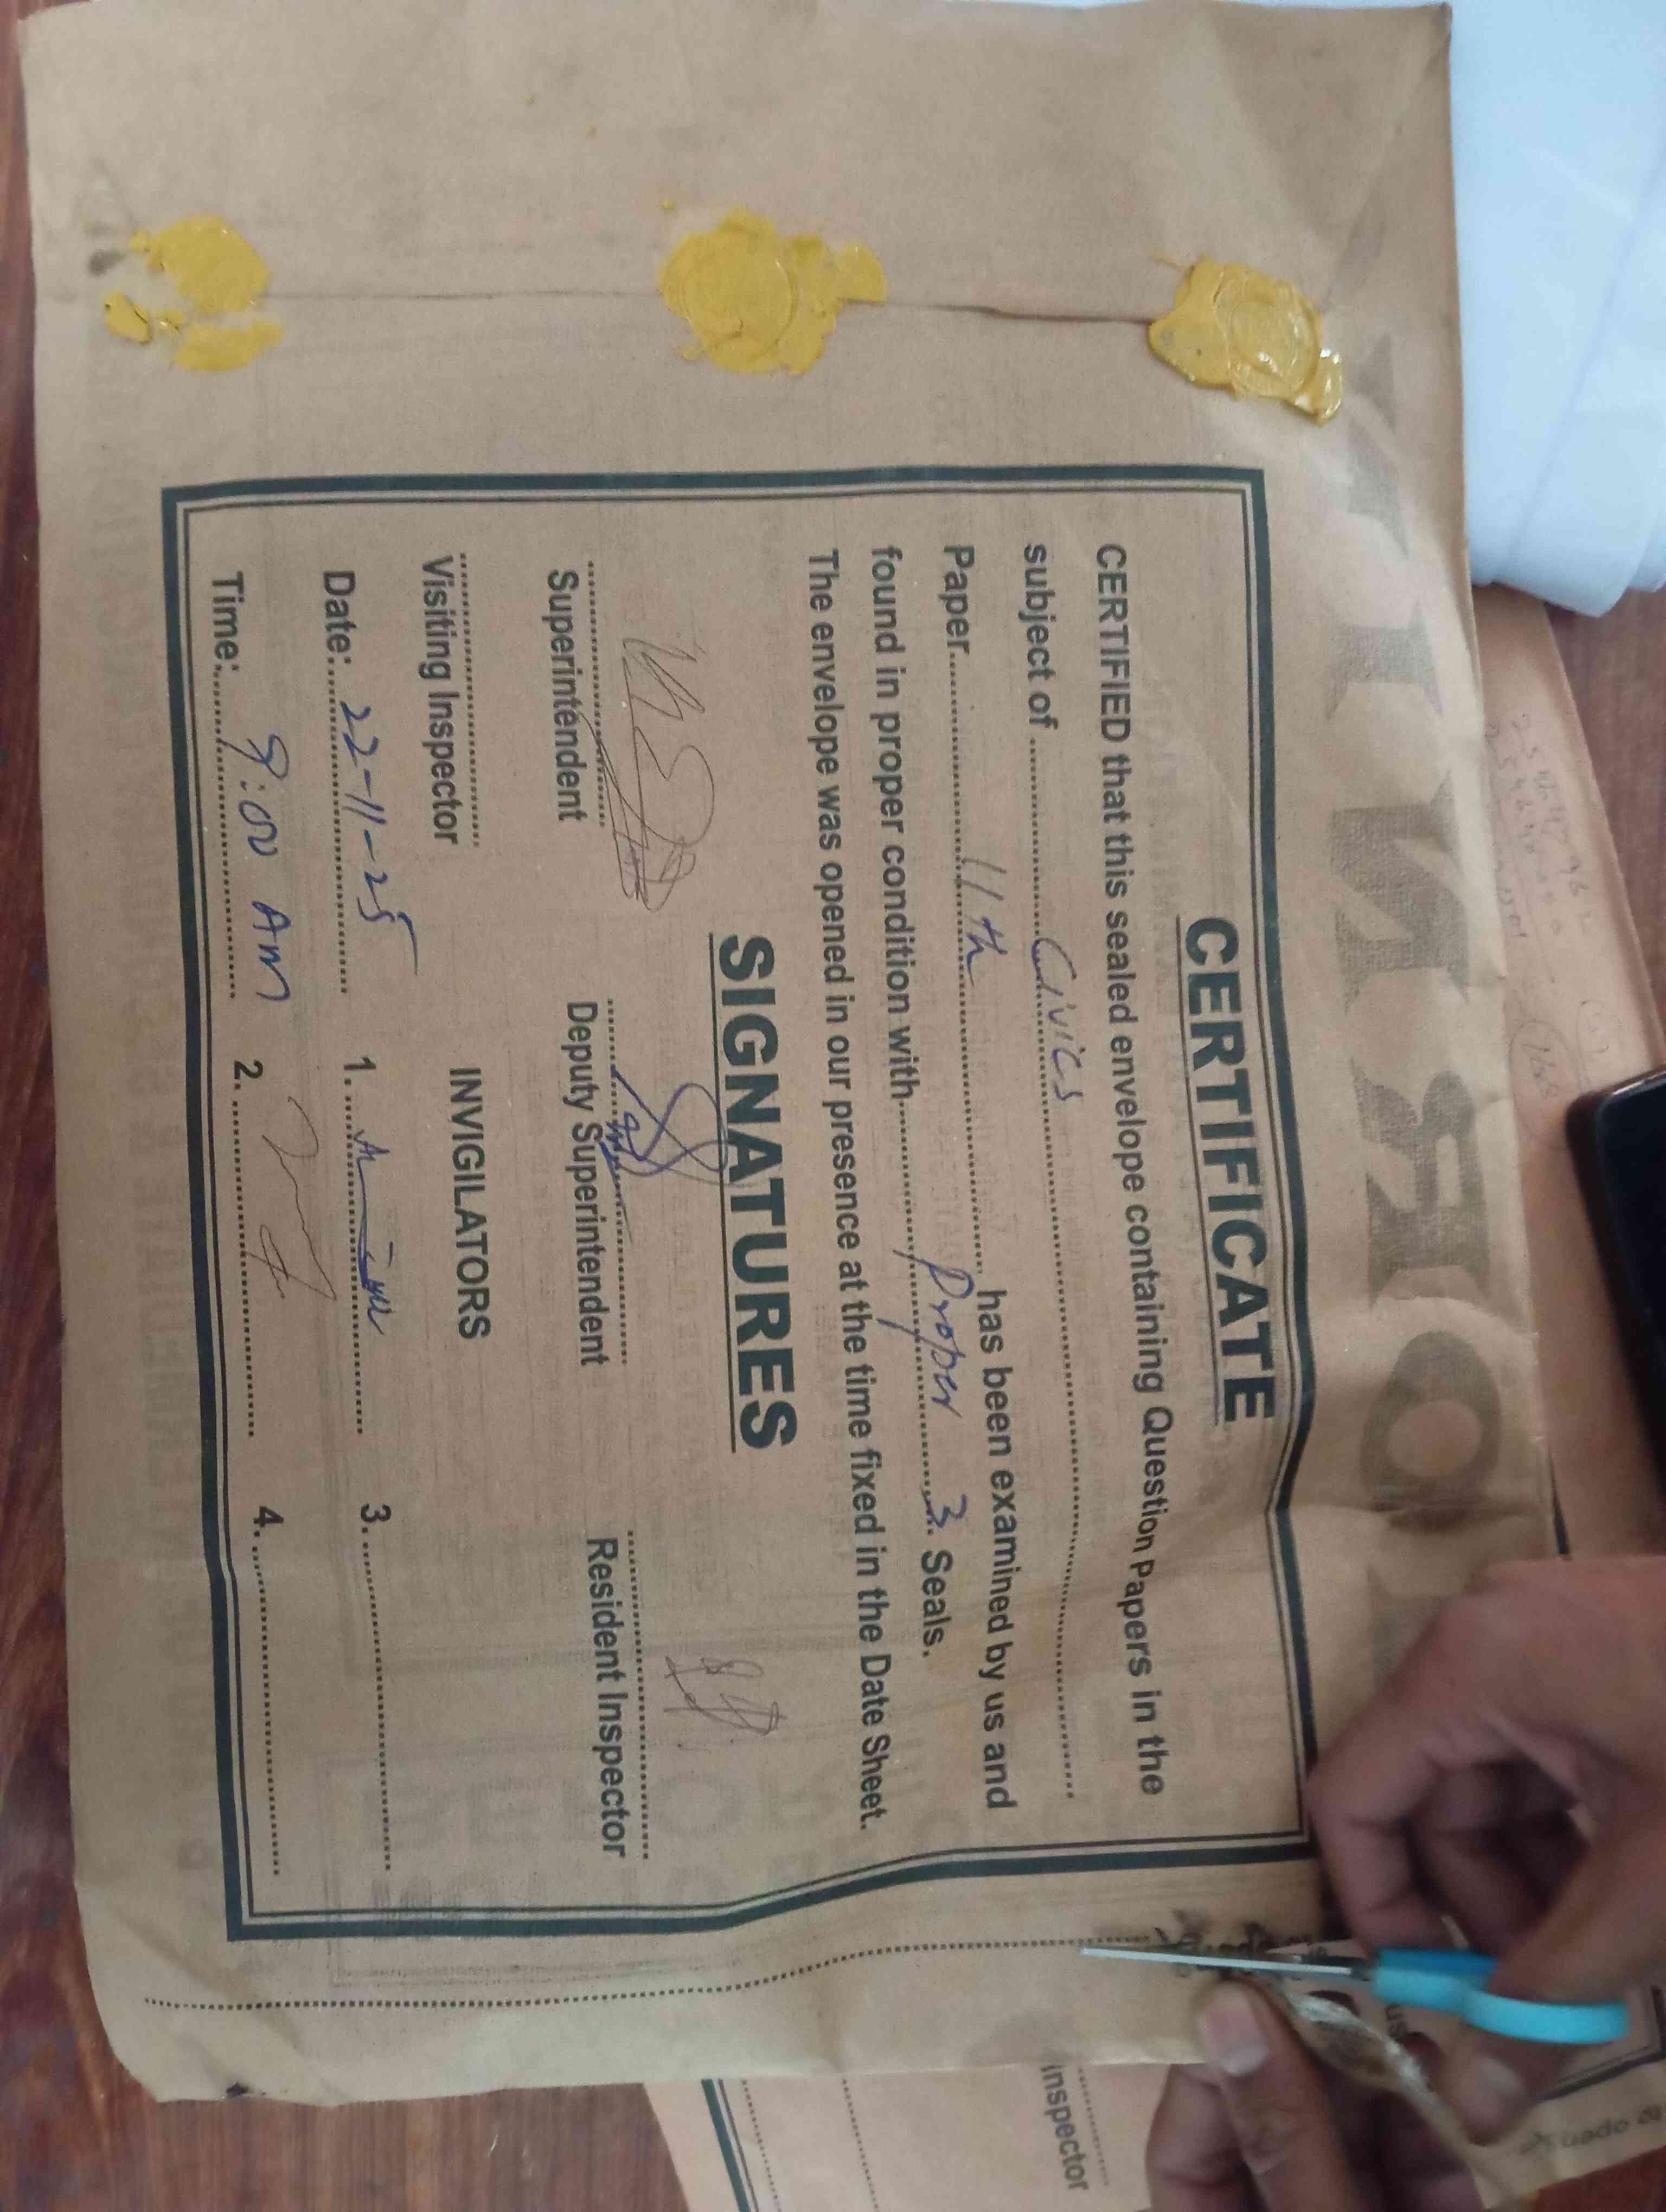 CERTIFICATE
CERTIFIED that this sealed envelope containing Question Papers in the
subject of ........ Civics ........
Paper........ 11th ........ has been examined by us and
found in proper condition with........ Proper 3 Seals.
The envelope was opened in our presence at the time fixed in the Date Sheet.
SIGNATURES
Superintendent Deputy Superintendent Resident Inspector
Visiting Inspector INVIGILATORS
Date: 22-11-25 1. 3.
Time: 9:00 Am 2. 4.
inspector